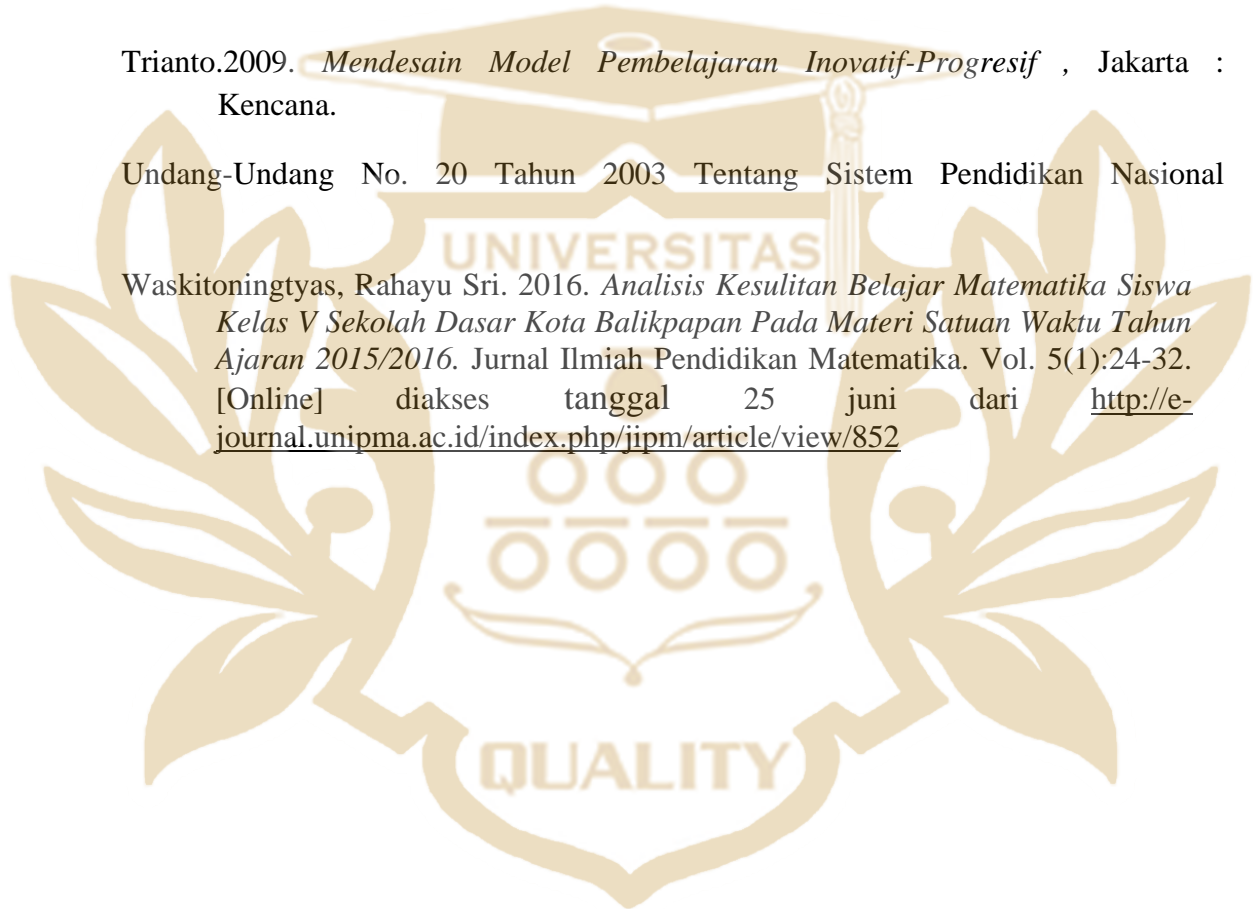 Trianto.2009. Mendesain Model Pembelajaran Inovatif-Progresif , Jakarta :
Kencana.
Undang-Undang No. 20 Tahun 2003 Tentang Sistem Pendidikan Nasional
UNIVERSITAS
Waskitoningtyas, Rahayu Sri. 2016. Analisis Kesulitan Belajar Matematika Siswa
Kelas V Sekolah Dasar Kota Balikpapan Pada Materi Satuan Waktu Tahun
Ajaran 2015/2016. Jurnal Ilmiah Pendidikan Matematika. Vol. 5(1):24-32.
[Online] diakses tanggal 25 juni dari http://e-
journal.unipma.ac.id/index.php/jipm/article/view/852
QUALITY